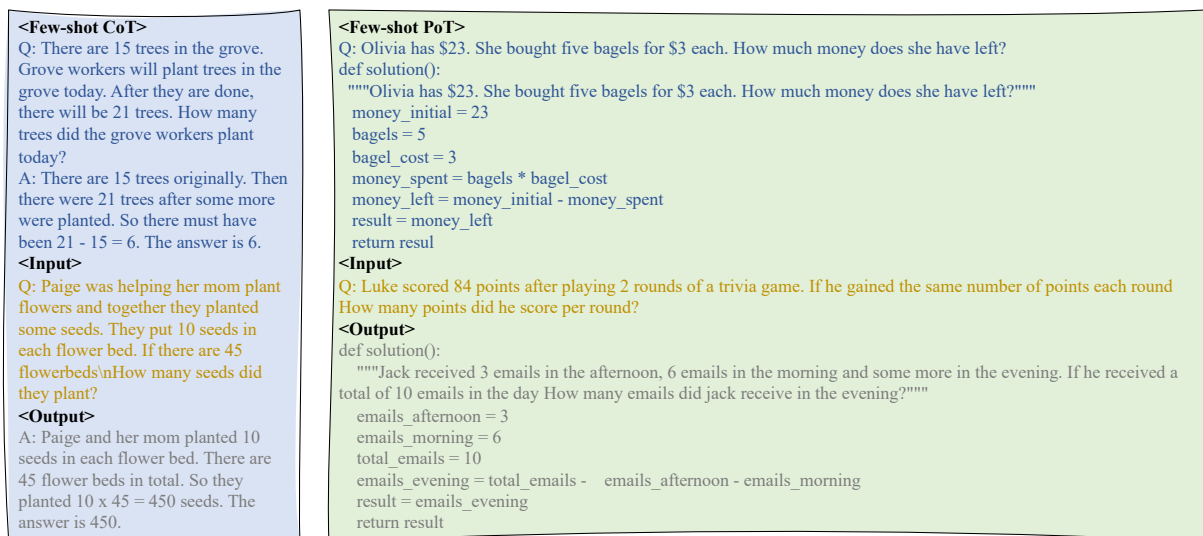 <Few-shot CoT>
Q: There are 15 trees in the grove.
Grove workers will plant trees in the
grove today. After they are done,
there will be 21 trees. How many
trees did the grove workers plant
today?
A: There are 15 trees originally. Then
there were 21 trees after some more
were planted. So there must have
been 21 - 15 = 6. The answer is 6.
<Input>
Q: Paige was helping her mom plant
flowers and together they planted
some seeds. They put 10 seeds in
each flower bed. If there are 45
flowerbeds\nHow many seeds did
they plant?
<Output>
A: Paige and her mom planted 10
seeds in each flower bed. There are
45 flower beds in total. So they
planted 10 x 45 = 450 seeds. The
answer is 450.
<Few-shot PoT>
Q: Olivia has $23. She bought five bagels for $3 each. How much money does she have left?
def solution():
"""Olivia has $23. She bought five bagels for $3 each. How much money does she have left?"""
money_initial = 23
bagels = 5
bagel_cost = 3
money_spent = bagels * bagel_cost
money_left = money_initial - money_spent
result = money_left
return resul
<Input>
Q: Luke scored 84 points after playing 2 rounds of a trivia game. If he gained the same number of points each round
How many points did he score per round?
<Output>
def solution():
"""Jack received 3 emails in the afternoon, 6 emails in the morning and some more in the evening. If he received a
total of 10 emails in the day How many emails did jack receive in the evening?"""
emails_afternoon = 3
emails_morning = 6
total_emails = 10
emails_evening = total_emails - emails_afternoon - emails_morning
result = emails_evening
return result